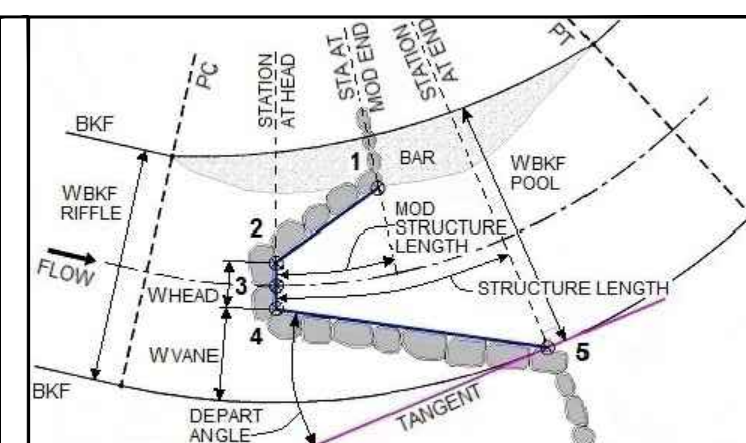 PC
STATION
AT HEAD
STA AT
MOD END
STATION
AT END
PT
BKF
1
BAR
WBKF
RIFFLE
WBKF
POOL
2
MOD
STRUCTURE
LENGTH
FLOW
WHEAD
3
STRUCTURE LENGTH
4
WVANE
5
BKF
DEPART
ANGLE
TANGENT